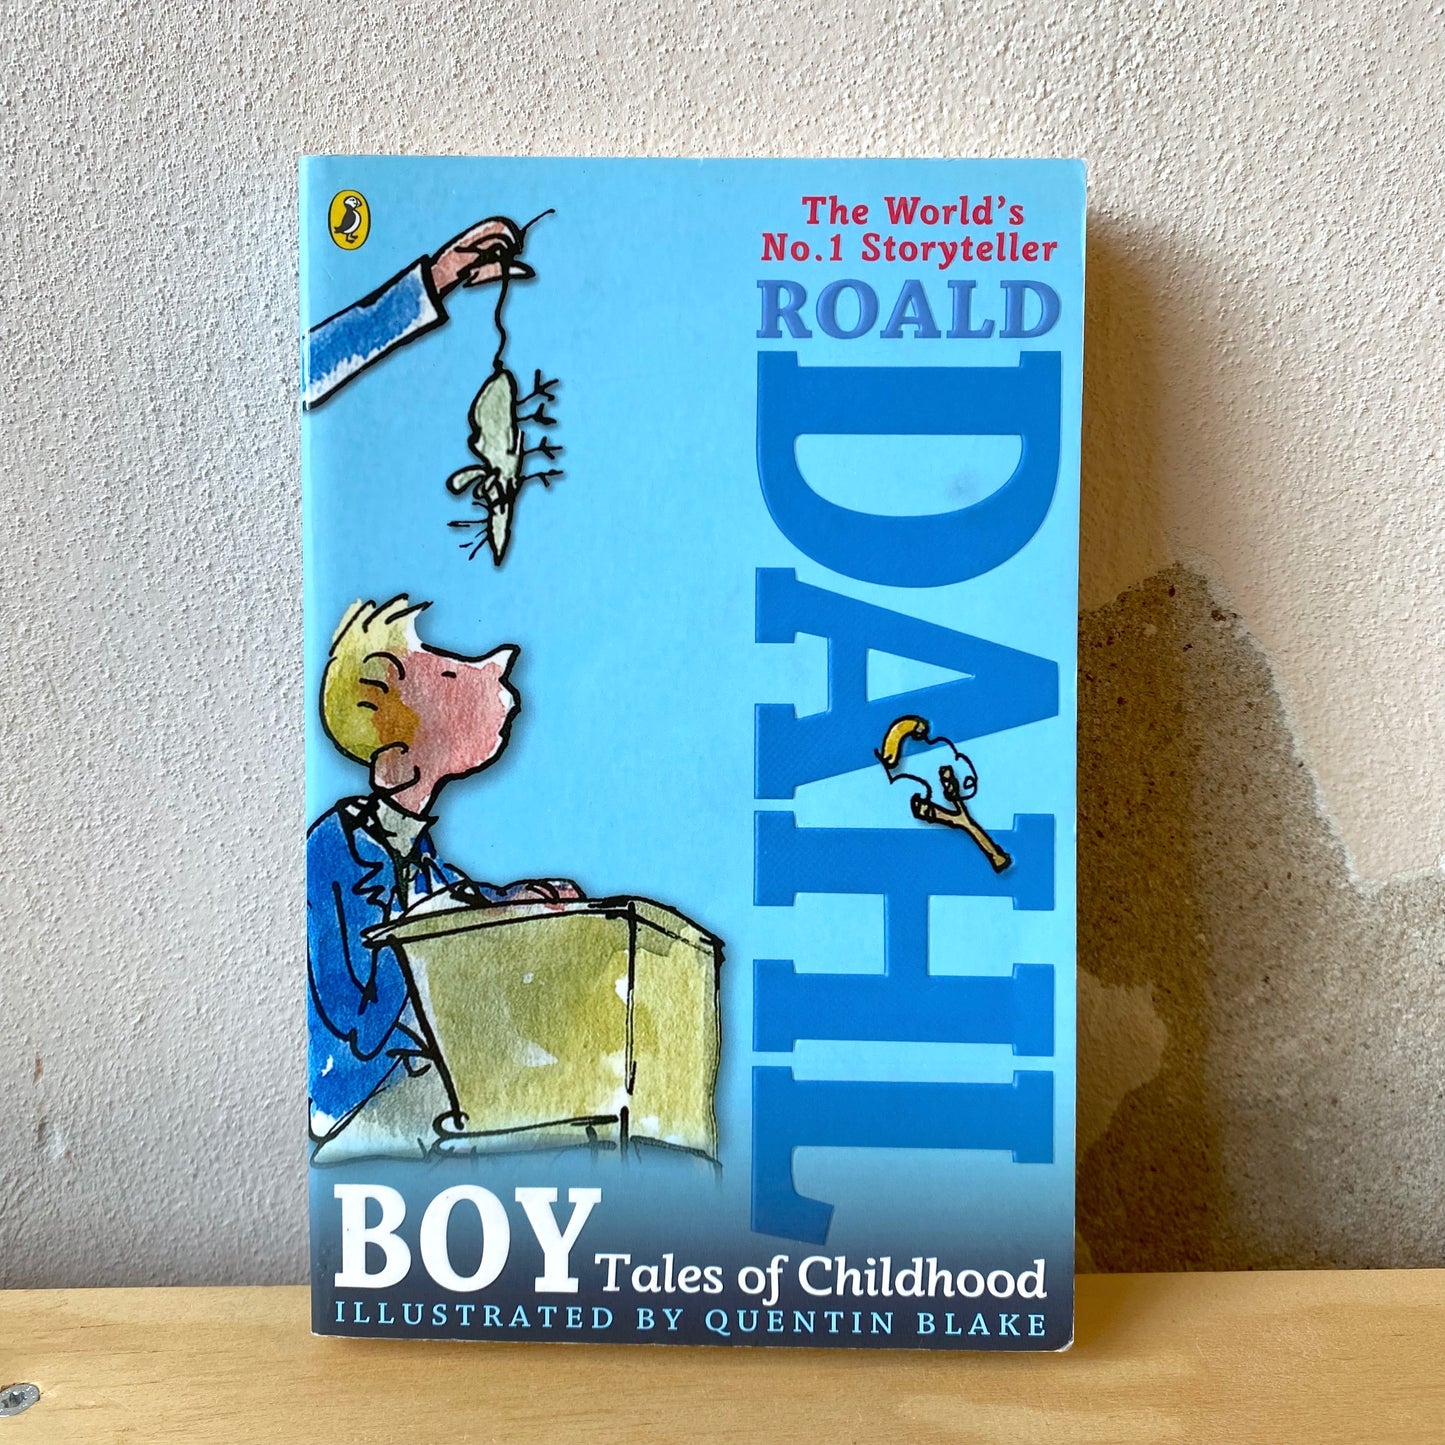 The World's
No.1 Storyteller
ROALD
DAHL
BOY Tales of Childhood
ILLUSTRATED BY QUENTIN BLAKE